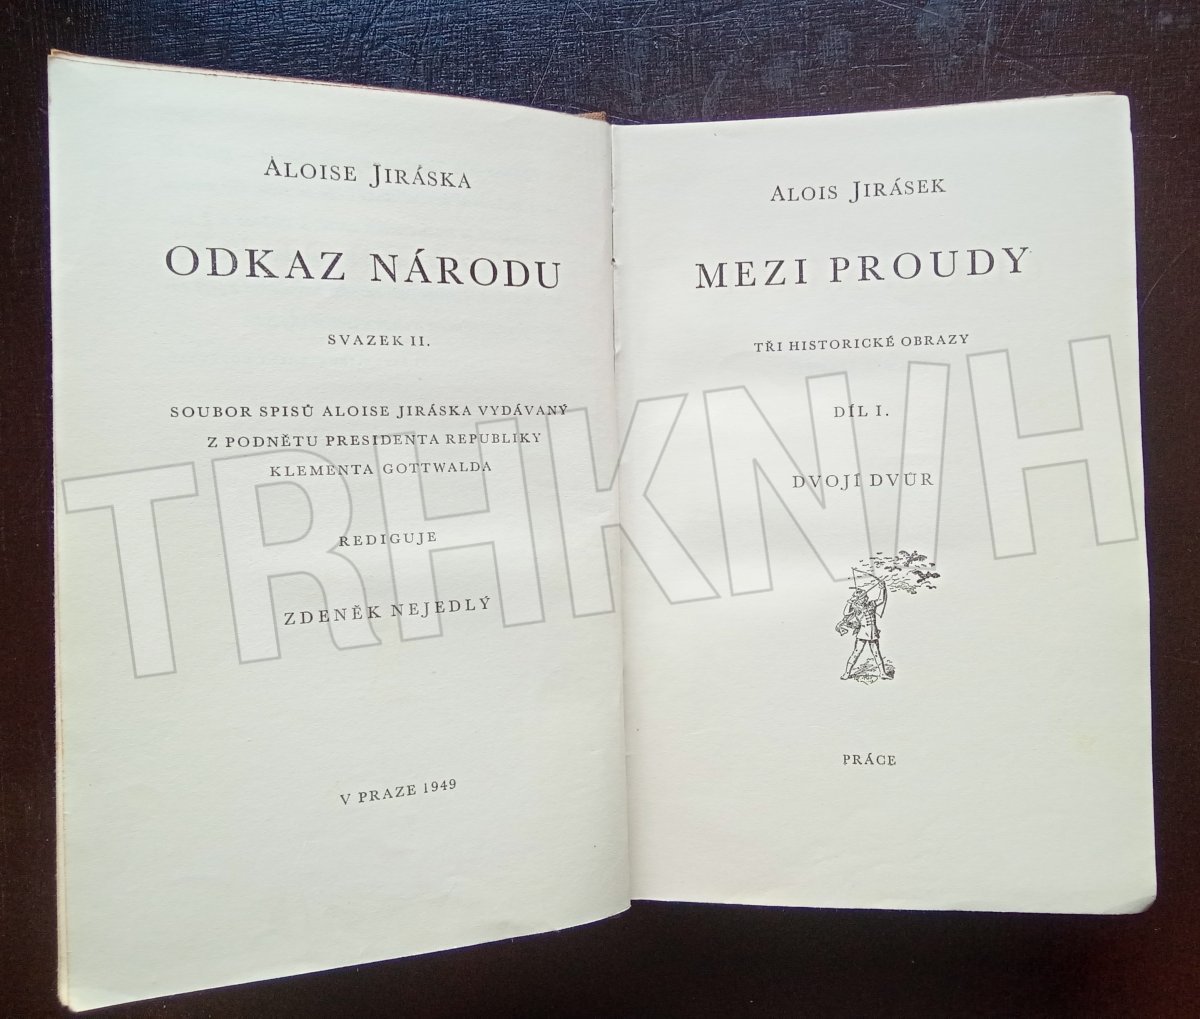 ALOISE JIRÁSKA
ODKAZ NÁRODU
SVAZEK II.
SOUBOR SPISŮ ALOISE JIRÁSKA VYDÁVANÝ
Z PODNĚTU PRESIDENTA REPUBLIKY
KLEMENTA GOTTWALDA
REDIGUJE
ZDENĚK NEJEDLÝ
V PRAZE 1949
ALOIS JIRÁSEK
MEZI PROUDY
TŘI HISTORICKÉ OBRAZY
DÍL I.
DVOJÍ DVŮR
PRÁCE
TRHKNIH